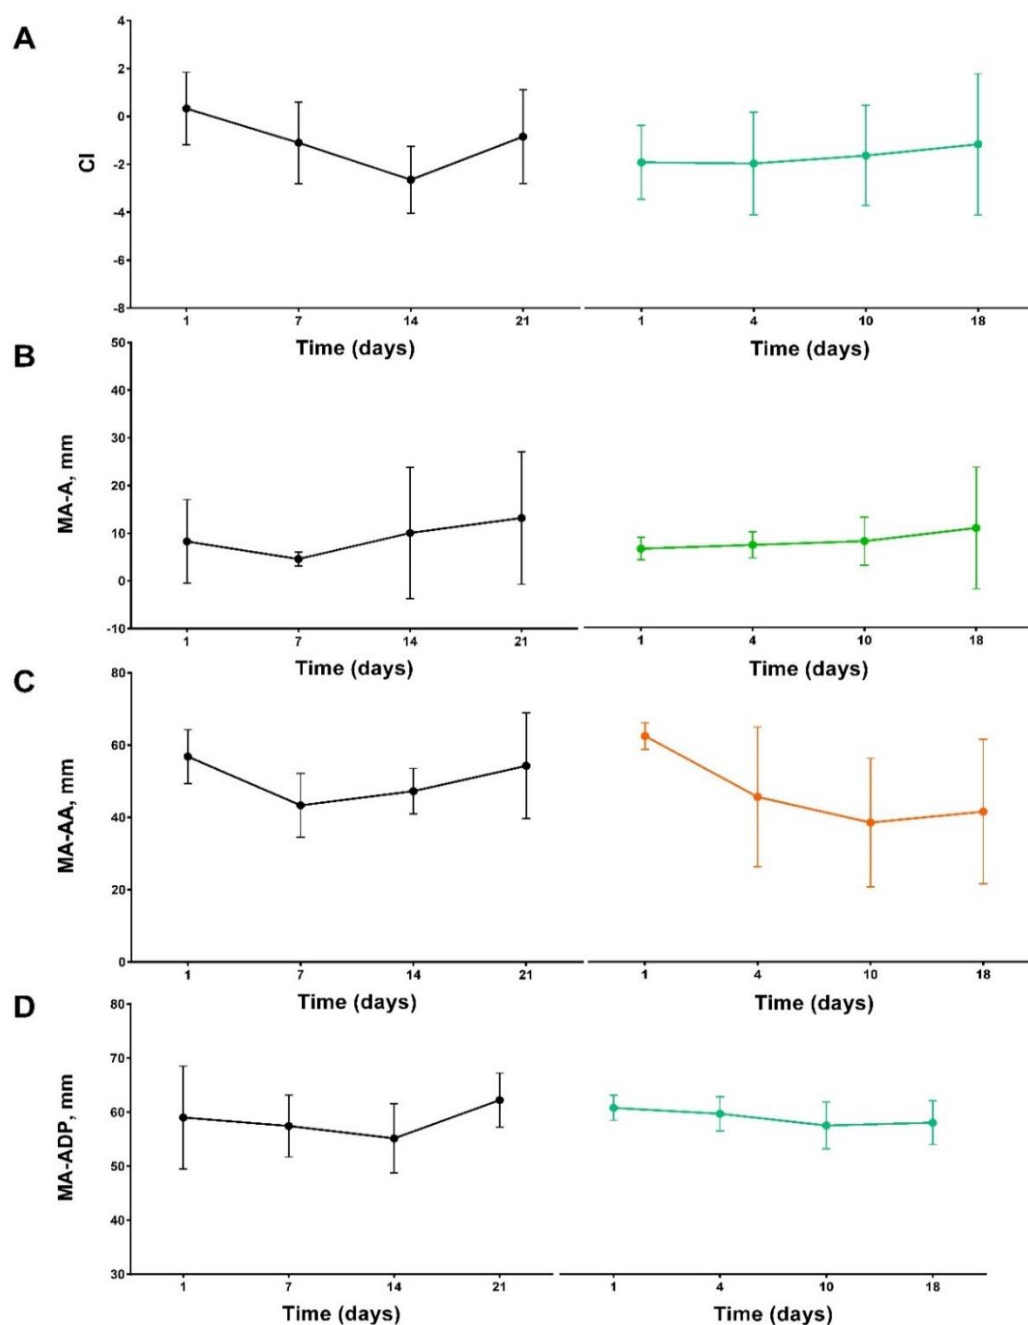 A
CI
4
2
0
-2
-4
-6
-8
1 7 14 21
1 4 10 18
Time (days) Time (days)
B
MA-A, mm
50
40
30
20
10
0
-10
1 7 14 21
1 4 10 18
Time (days) Time (days)
C
MA-AA, mm
80
60
40
20
0
1 7 14 21
1 4 10 18
Time (days) Time (days)
D
MA-ADP, mm
80
70
60
50
40
30
1 7 14 21
1 4 10 18
Time (days) Time (days)